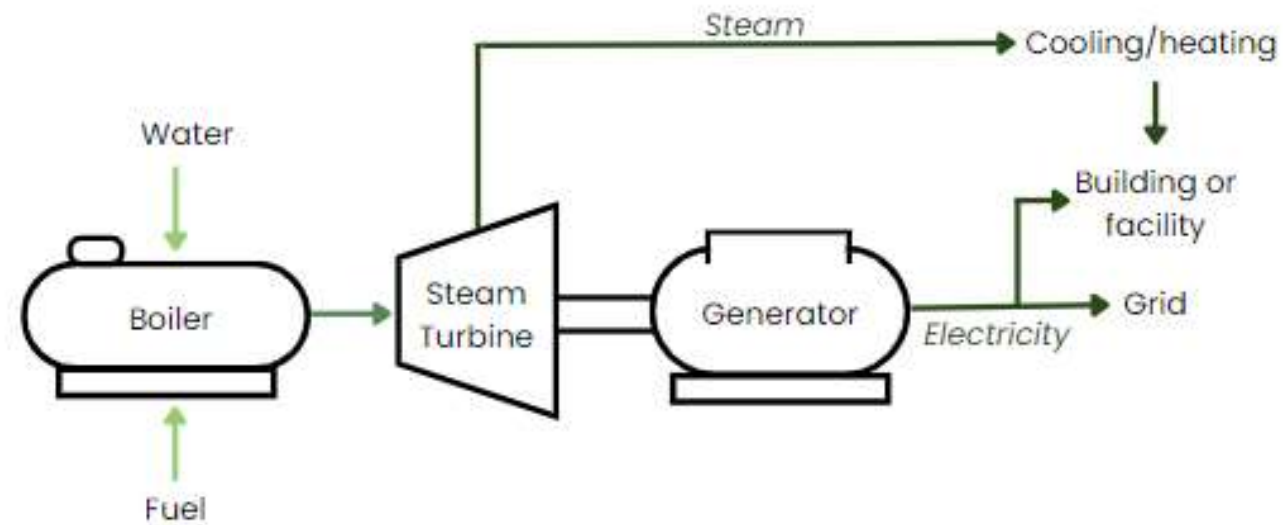 Steam
Cooling/heating
Water
Building or
facility
Boiler
Steam
Turbine
Generator
Grid
Electricity
Fuel